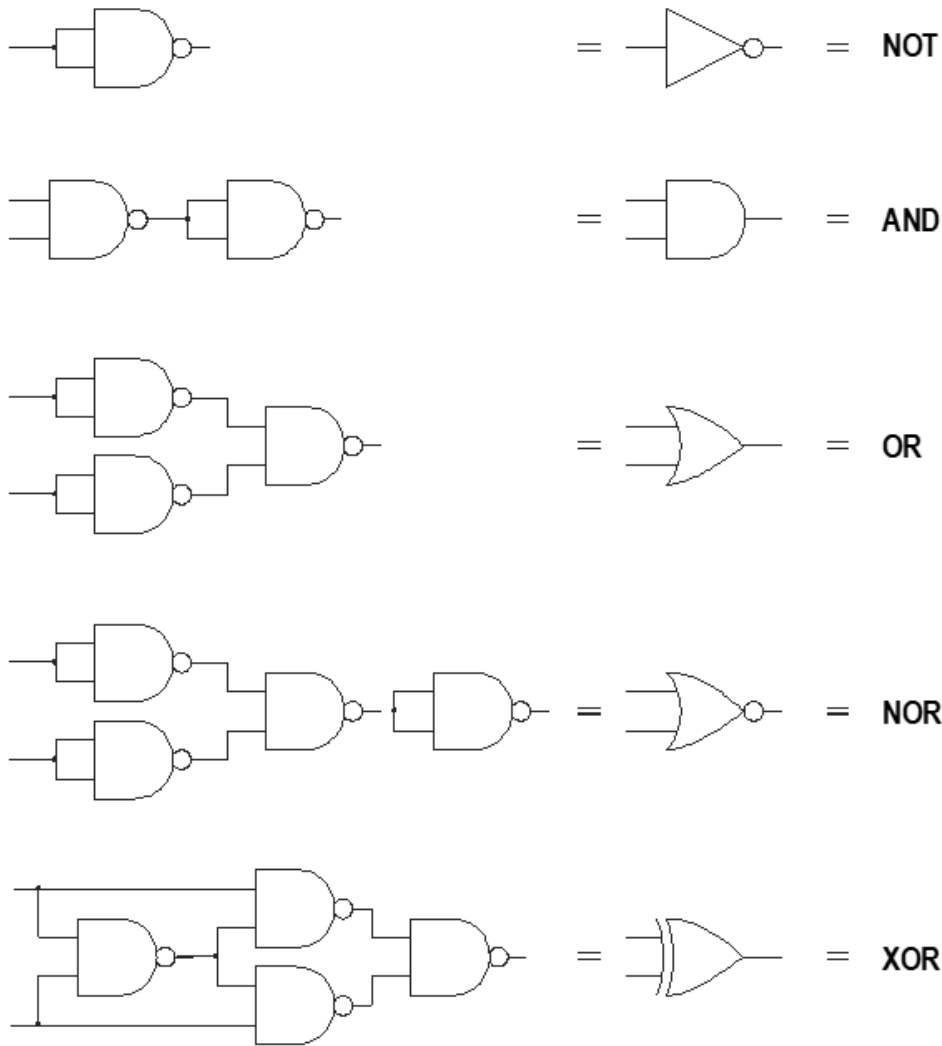 = = NOT
= = AND
= = OR
= = NOR
= = XOR